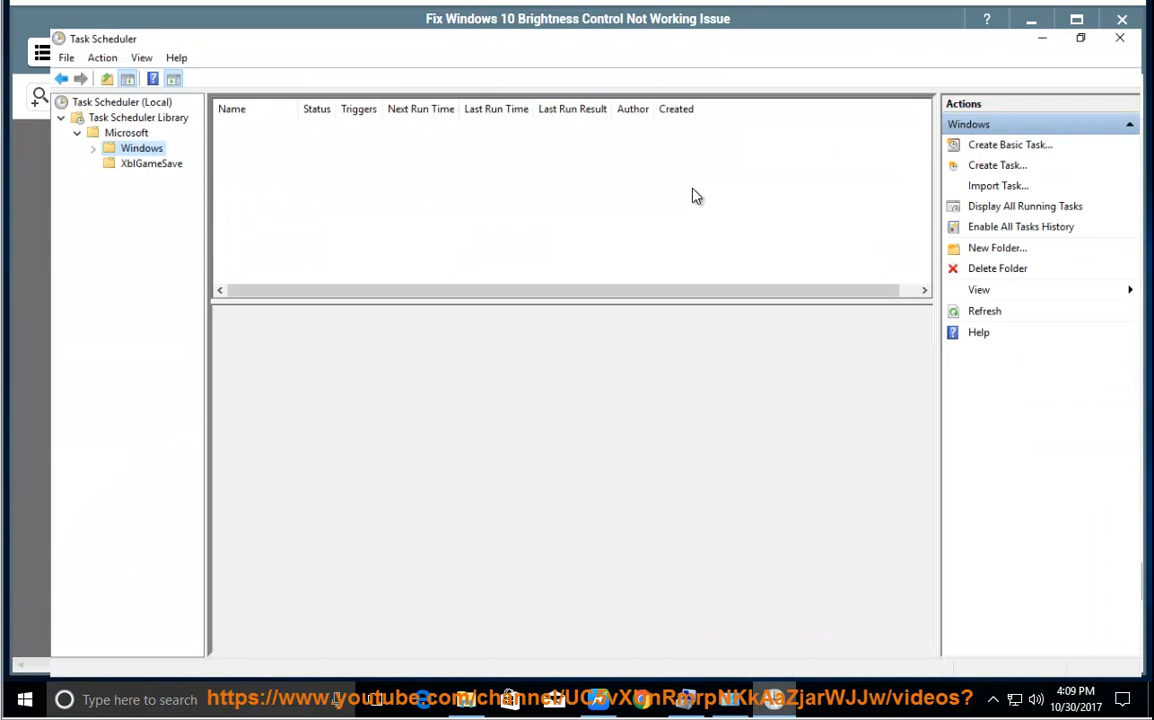 Fix Windows 10 Brightness Control Not Working Issue
Task Scheduler
File Action View Help
Task Scheduler (Local)
Task Scheduler Library
Microsoft
Windows
XblGameSave
Name Status Triggers Next Run Time Last Run Time Last Run Result Author Created
Actions
Windows
Create Basic Task...
Create Task...
Import Task...
Display All Running Tasks
Enable All Tasks History
New Folder...
Delete Folder
View
Refresh
Help
Type here to search
4:09 PM
10/30/2017